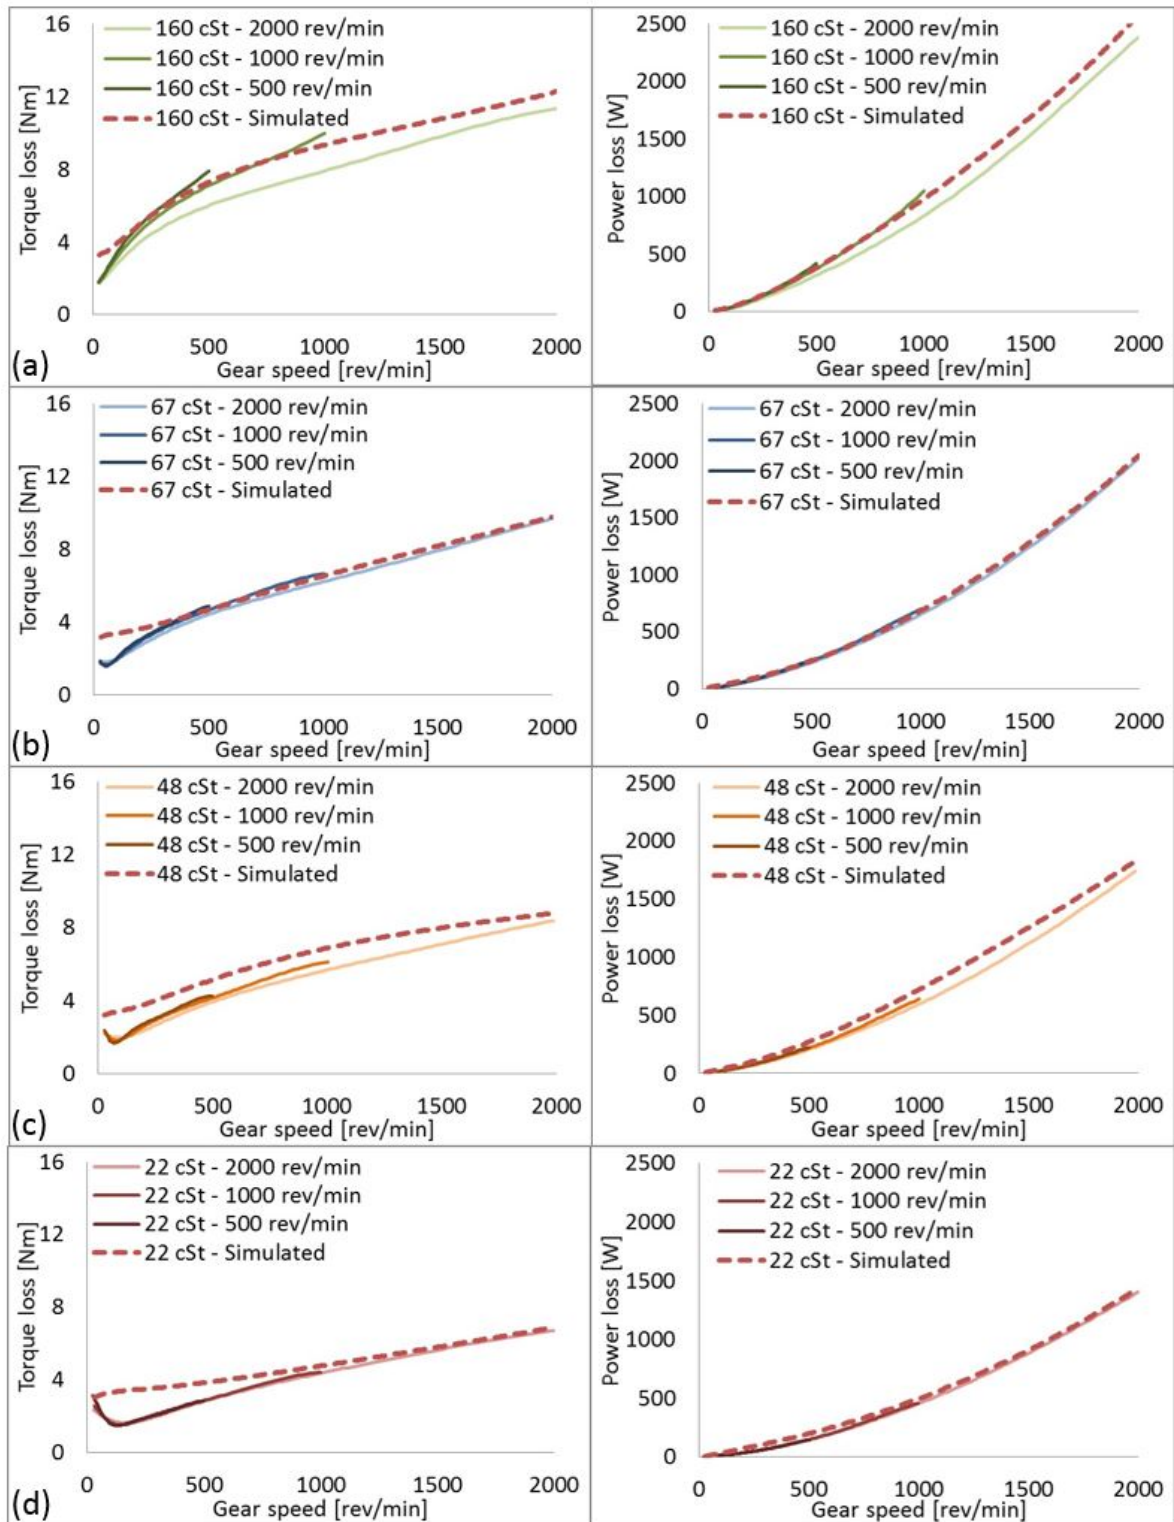 16
160 cSt - 2000 rev/min
160 cSt - 1000 rev/min
160 cSt - 500 rev/min
160 cSt - Simulated
12
8
4
0
Torque loss [Nm]
0 500 1000 1500 2000
Gear speed [rev/min]
(a)
2500
160 cSt - 2000 rev/min
160 cSt - 1000 rev/min
160 cSt - 500 rev/min
160 cSt - Simulated
2000
1500
1000
500
0
Power loss [W]
0 500 1000 1500 2000
Gear speed [rev/min]
16
67 cSt - 2000 rev/min
67 cSt - 1000 rev/min
67 cSt - 500 rev/min
67 cSt - Simulated
12
8
4
0
Torque loss [Nm]
0 500 1000 1500 2000
Gear speed [rev/min]
(b)
2500
67 cSt - 2000 rev/min
67 cSt - 1000 rev/min
67 cSt - 500 rev/min
67 cSt - Simulated
2000
1500
1000
500
0
Power loss [W]
0 500 1000 1500 2000
Gear speed [rev/min]
16
48 cSt - 2000 rev/min
48 cSt - 1000 rev/min
48 cSt - 500 rev/min
48 cSt - Simulated
12
8
4
0
Torque loss [Nm]
0 500 1000 1500 2000
Gear speed [rev/min]
(c)
2500
48 cSt - 2000 rev/min
48 cSt - 1000 rev/min
48 cSt - 500 rev/min
48 cSt - Simulated
2000
1500
1000
500
0
Power loss [W]
0 500 1000 1500 2000
Gear speed [rev/min]
16
22 cSt - 2000 rev/min
22 cSt - 1000 rev/min
22 cSt - 500 rev/min
22 cSt - Simulated
12
8
4
0
Torque loss [Nm]
0 500 1000 1500 2000
Gear speed [rev/min]
(d)
2500
22 cSt - 2000 rev/min
22 cSt - 1000 rev/min
22 cSt - 500 rev/min
22 cSt - Simulated
2000
1500
1000
500
0
Power loss [W]
0 500 1000 1500 2000
Gear speed [rev/min]